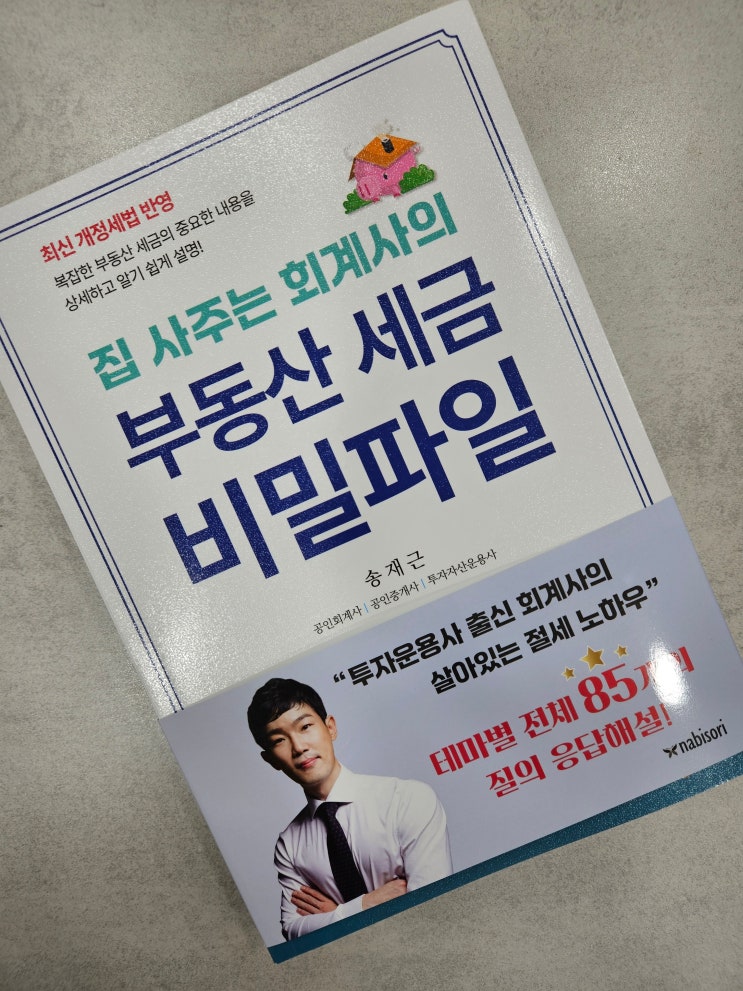 최신 개정세법 반영
복잡한 부동산 세금의 중요한 내용을
상세하고 알기 쉽게 설명!
집 사주는 회계사의
부동산 세금
비밀파일
송재근
공인회계사 | 공인중개사 | 투자자산운용사
“투자운용사 출신 회계사의
살아있는 절세 노하우”
테마별 전체 85개의
질의 응답해설!
nabisori